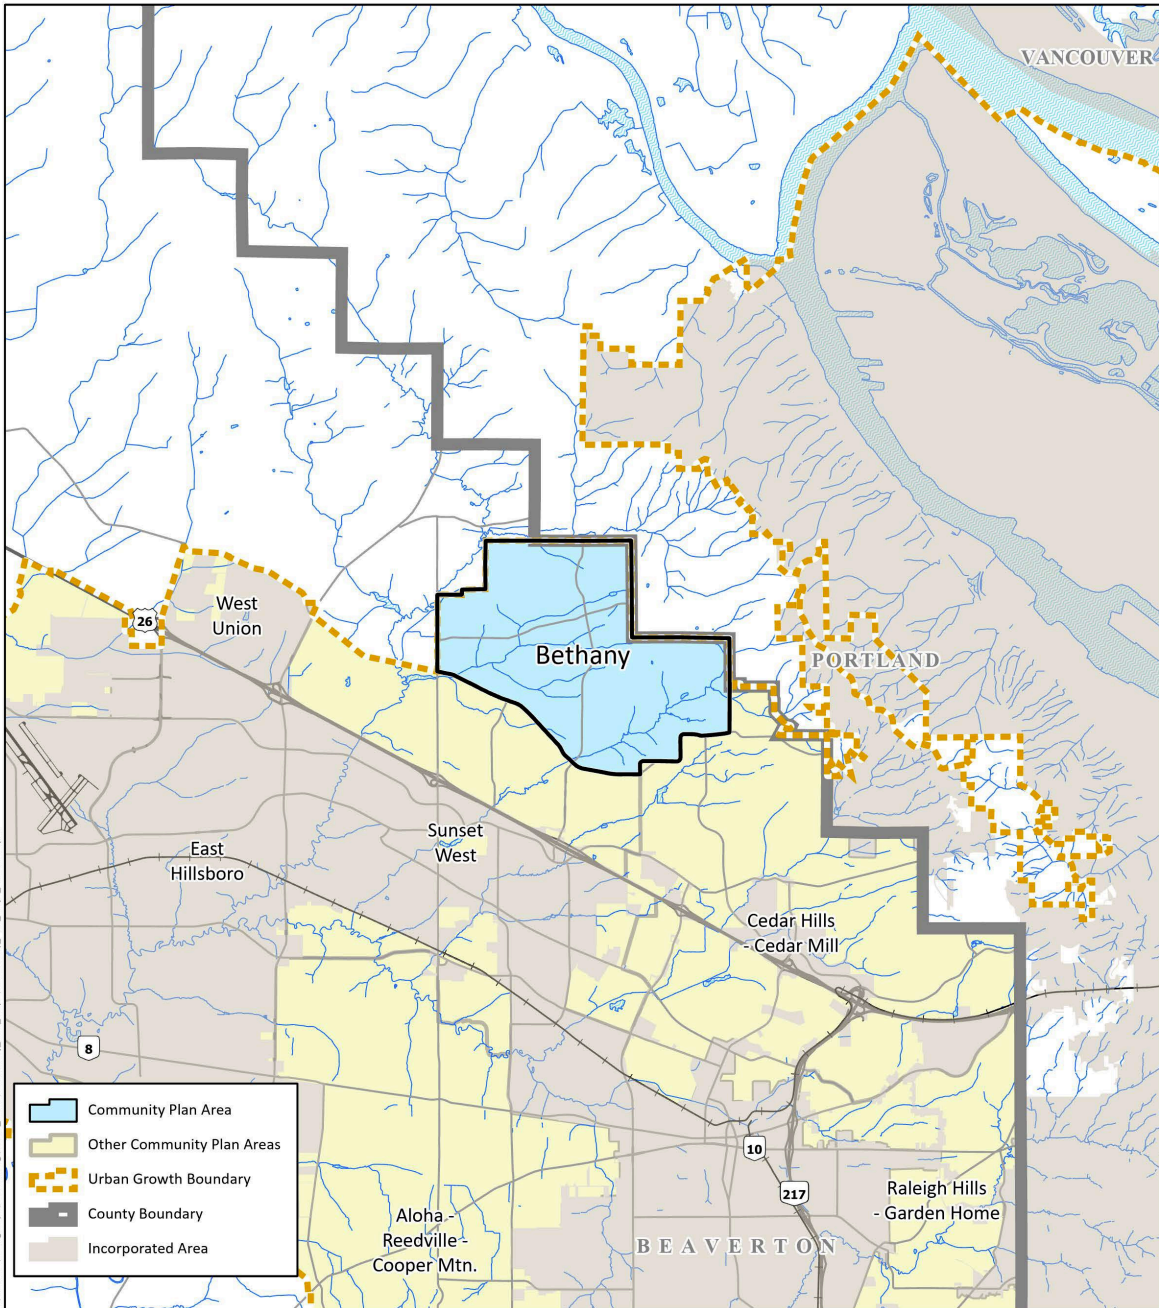 VANCOUVER
West
Union
26
Bethany
PORTLAND
Sunset
West
East
Hillsboro
Cedar Hills
- Cedar Mill
8
10
217
Raleigh Hills
- Garden Home
Aloha -
Reedville -
Cooper Mtn.
BEAVERTON
Community Plan Area
Other Community Plan Areas
Urban Growth Boundary
County Boundary
Incorporated Area